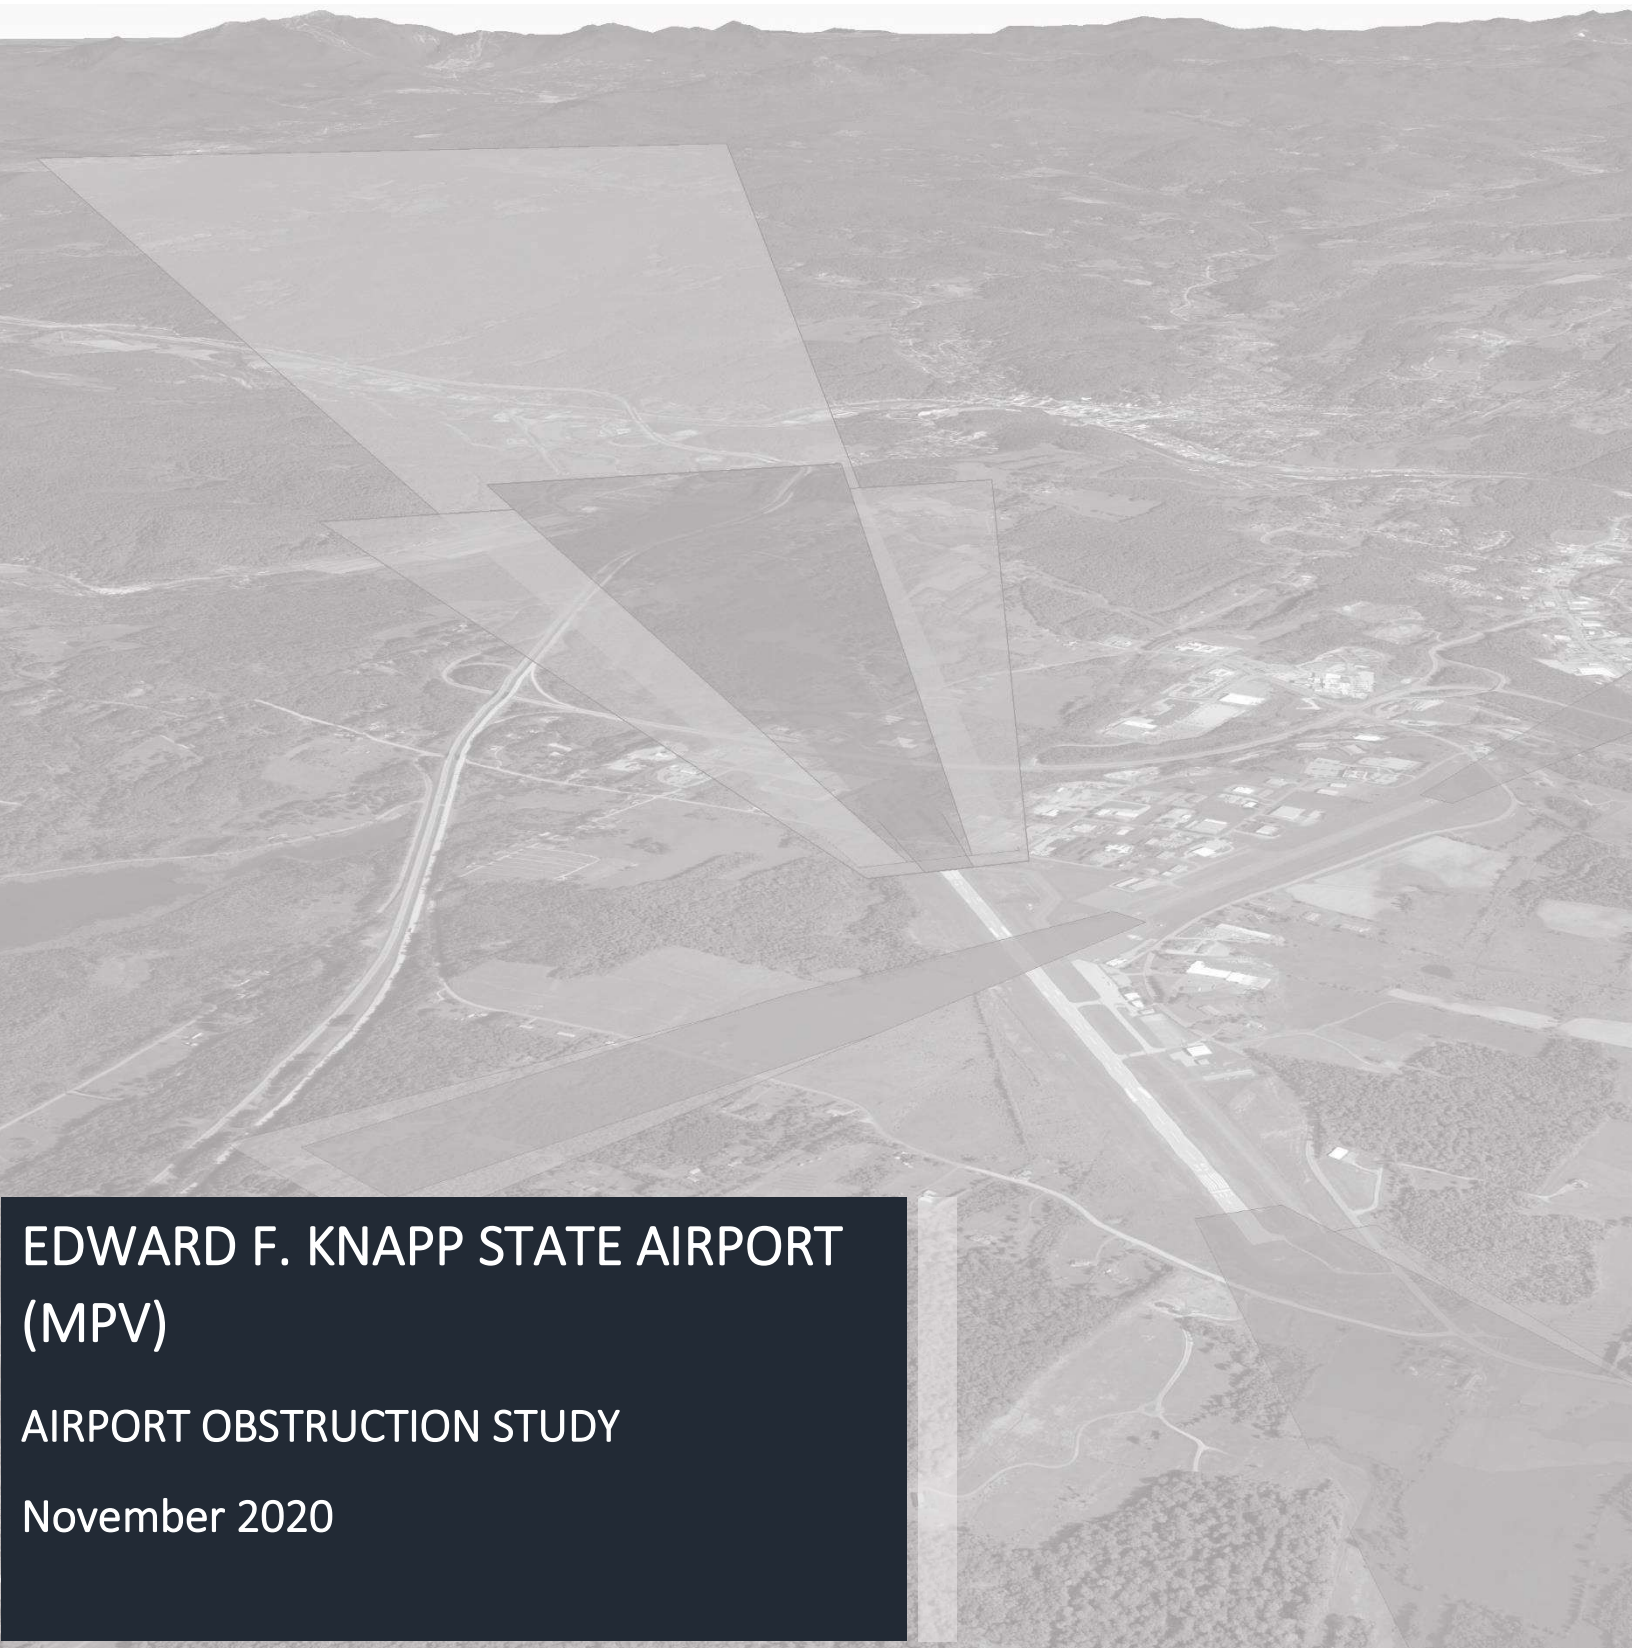 EDWARD F. KNAPP STATE AIRPORT
(MPV)
AIRPORT OBSTRUCTION STUDY
November 2020